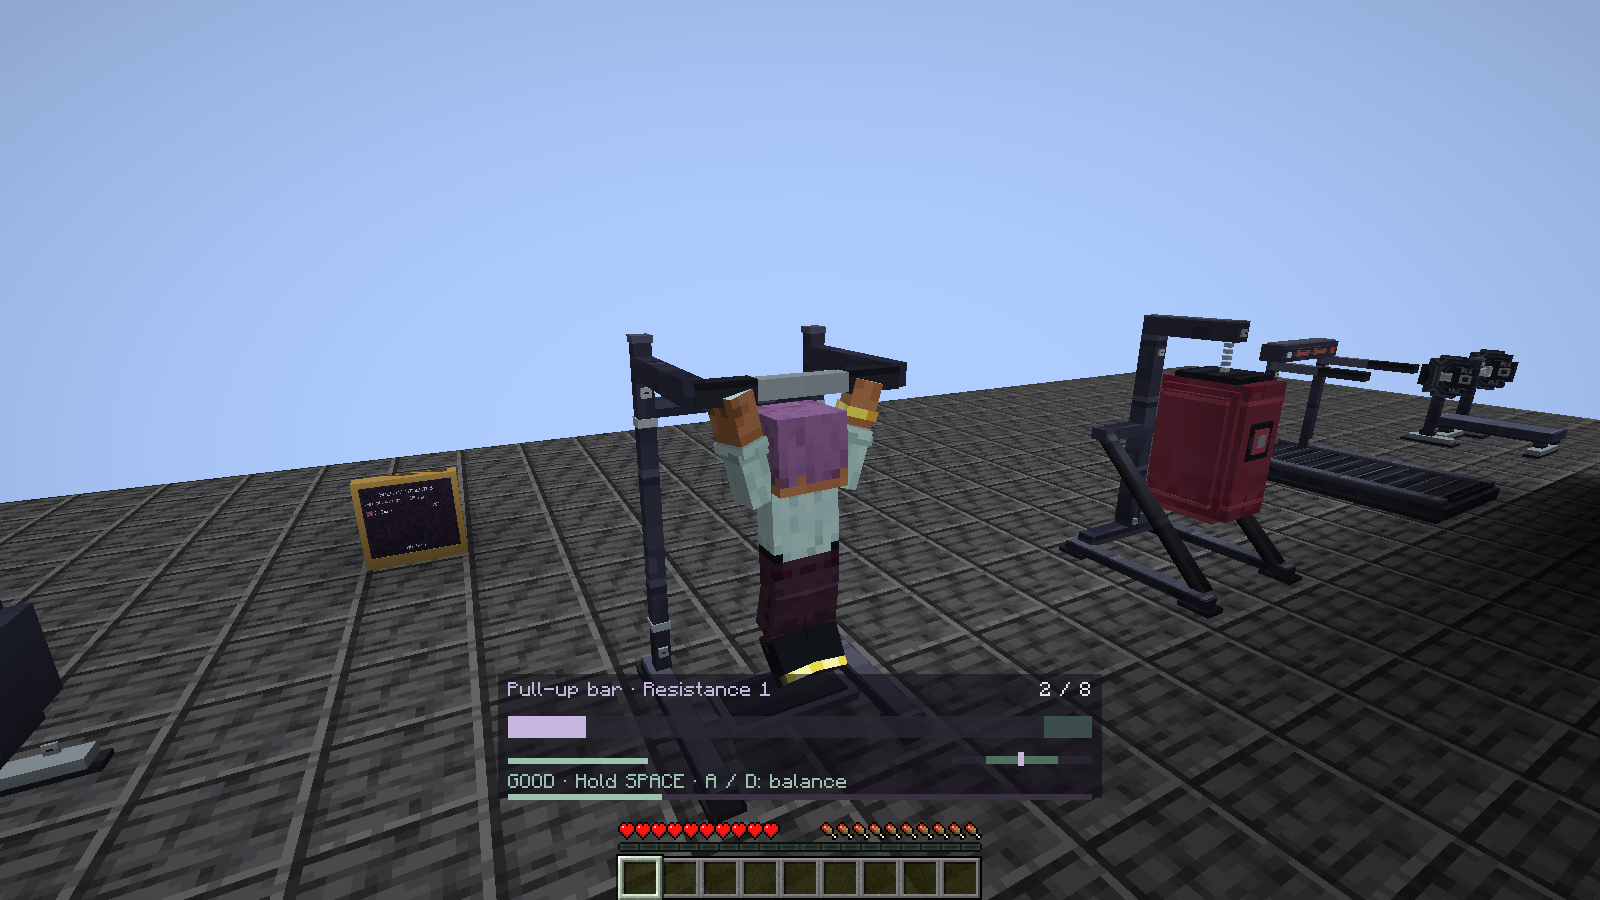 Pull-up bar · Resistance 1
2 / 8
GOOD · Hold SPACE · A / D: balance